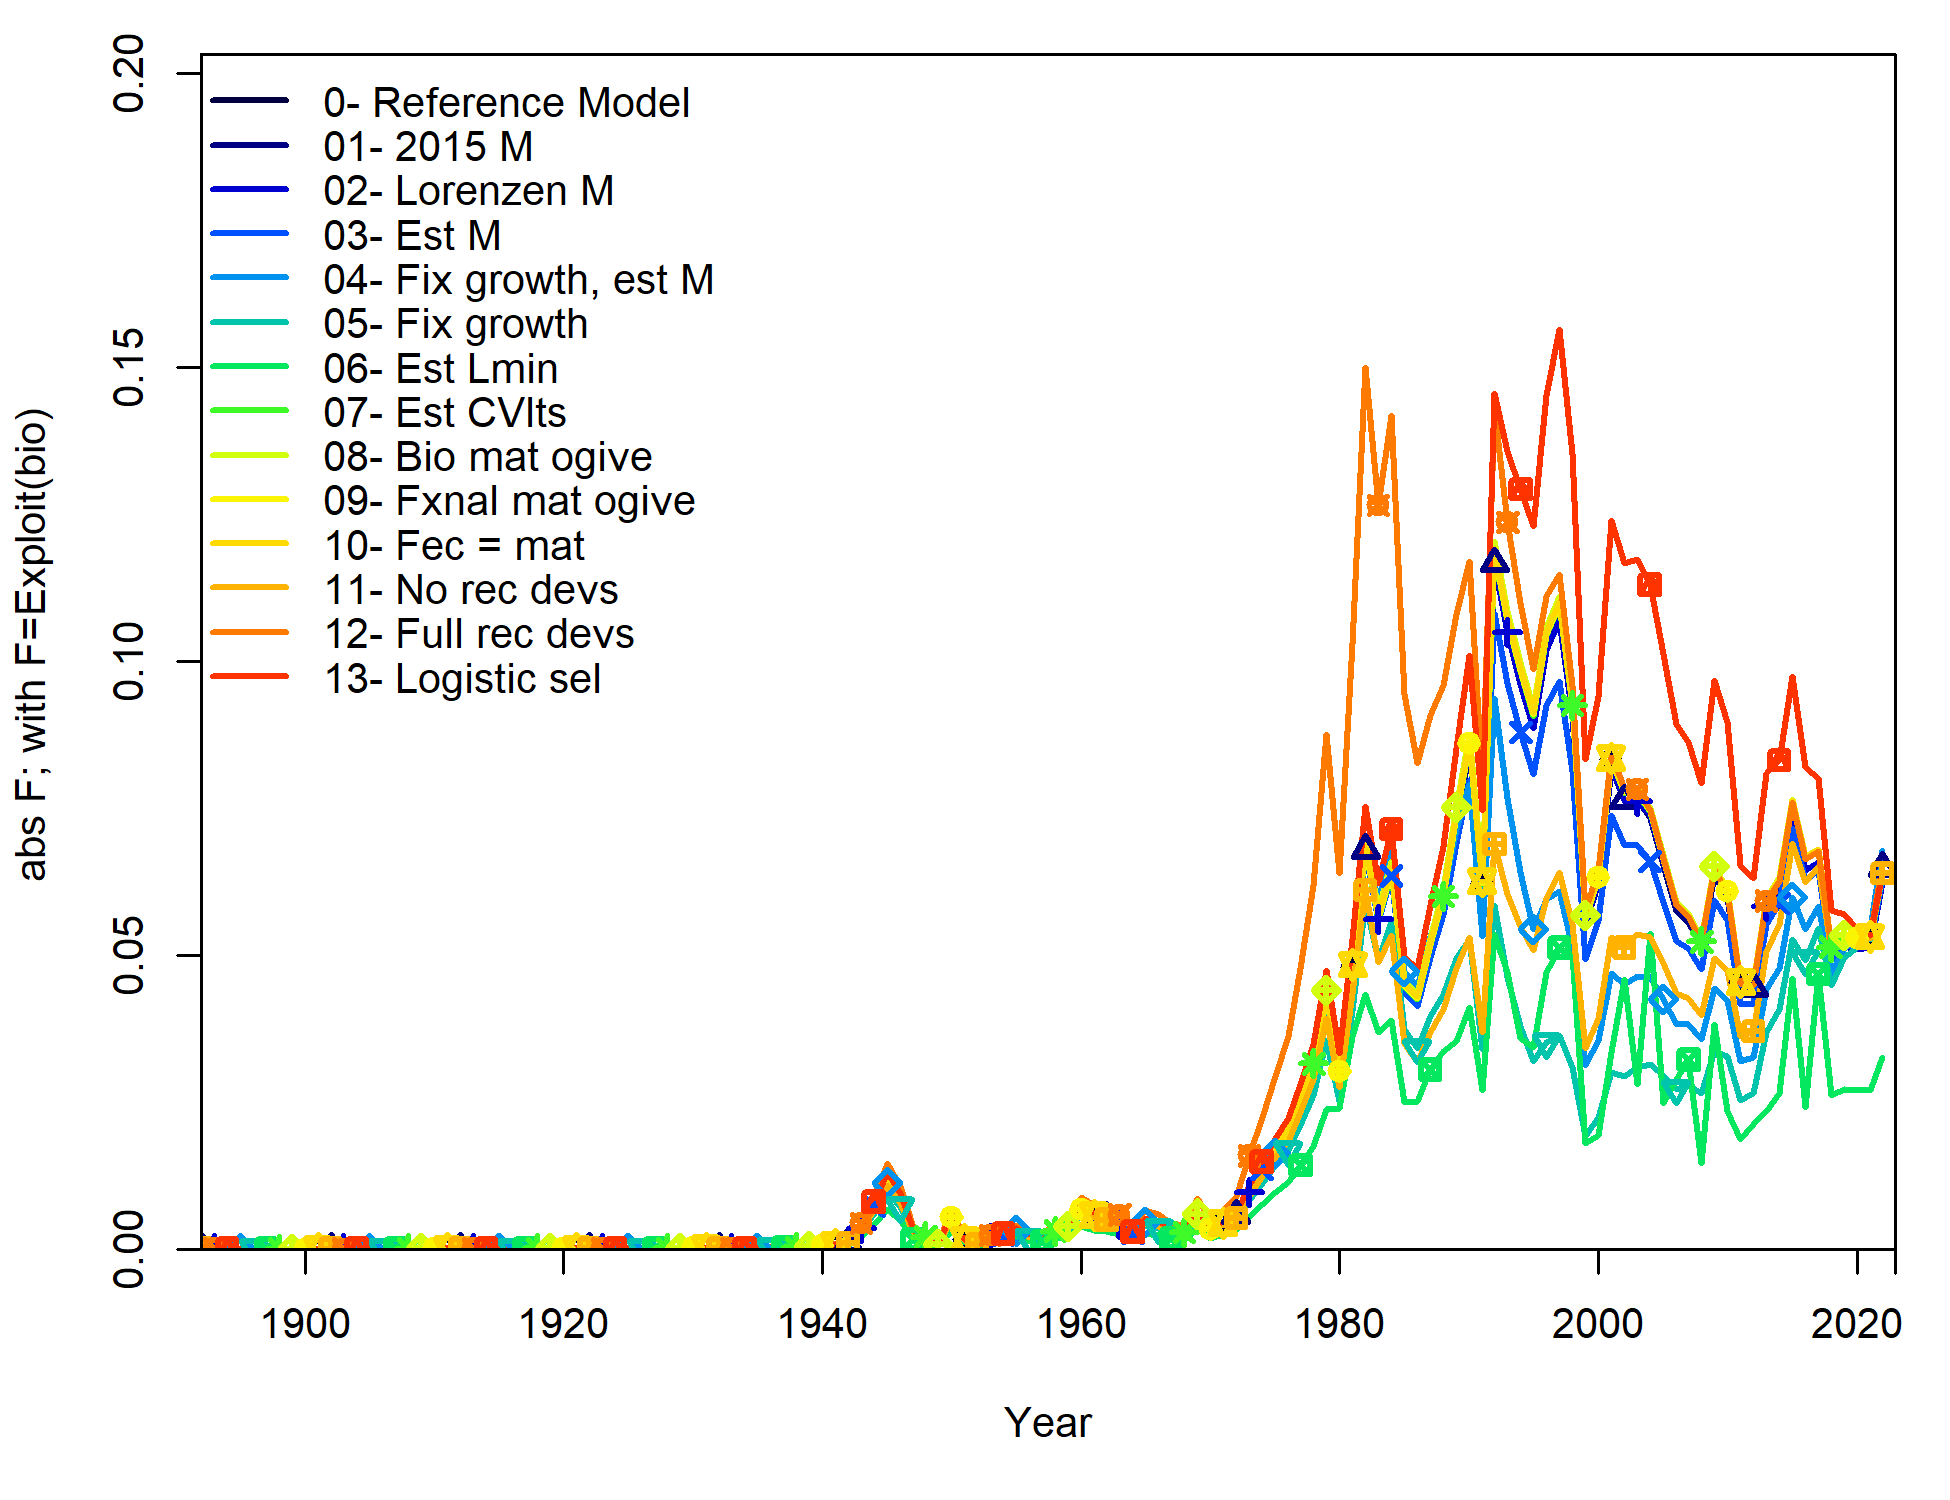 abs F; with F=Exploit(bio)
0.20
0.15
0.10
0.05
0.00
0- Reference Model
01- 2015 M
02- Lorenzen M
03- Est M
04- Fix growth, est M
05- Fix growth
06- Est Lmin
07- Est CVlts
08- Bio mat ogive
09- Fxnal mat ogive
10- Fec = mat
11- No rec devs
12- Full rec devs
13- Logistic sel
1900 1920 1940 1960 1980 2000 2020
Year